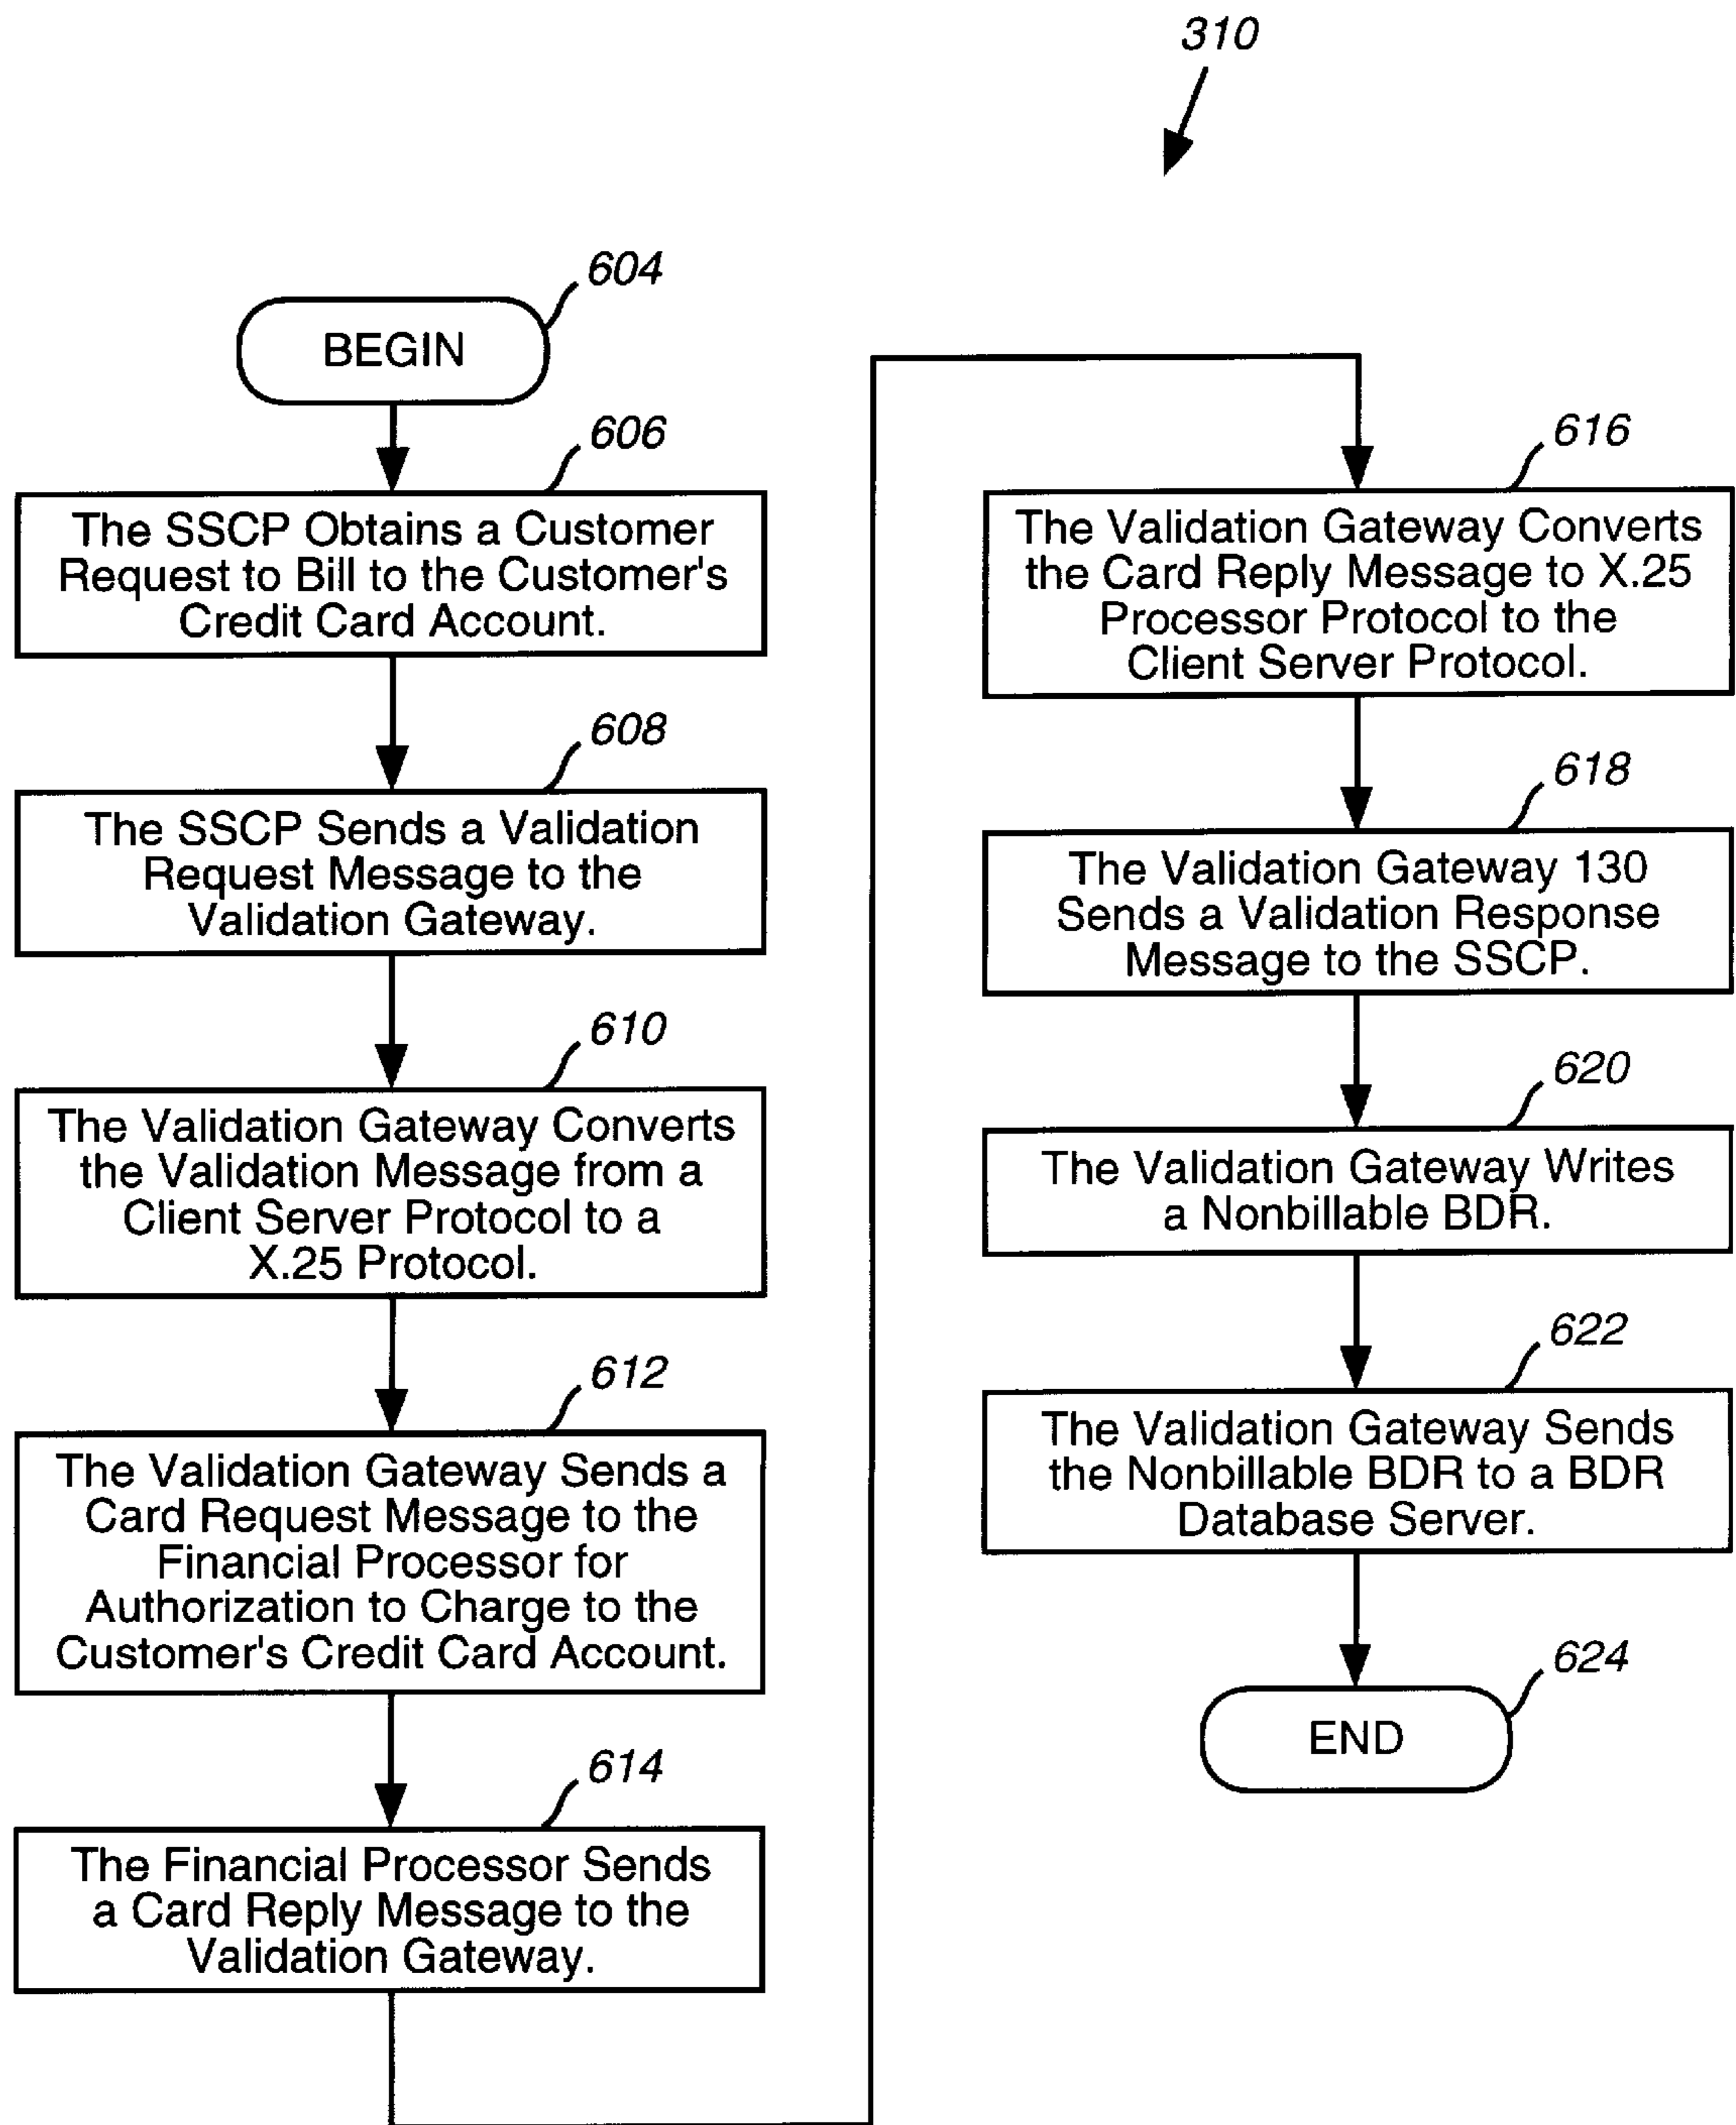 310
604
BEGIN
606
The SSCP Obtains a Customer
Request to Bill to the Customer's
Credit Card Account.
608
The SSCP Sends a Validation
Request Message to the
Validation Gateway.
610
The Validation Gateway Converts
the Validation Message from a
Client Server Protocol to a
X.25 Protocol.
612
The Validation Gateway Sends a
Card Request Message to the
Financial Processor for
Authorization to Charge to the
Customer's Credit Card Account.
614
The Financial Processor Sends
a Card Reply Message to the
Validation Gateway.
616
The Validation Gateway Converts
the Card Reply Message to X.25
Processor Protocol to the
Client Server Protocol.
618
The Validation Gateway 130
Sends a Validation Response
Message to the SSCP.
620
The Validation Gateway Writes
a Nonbillable BDR.
622
The Validation Gateway Sends
the Nonbillable BDR to a BDR
Database Server.
624
END